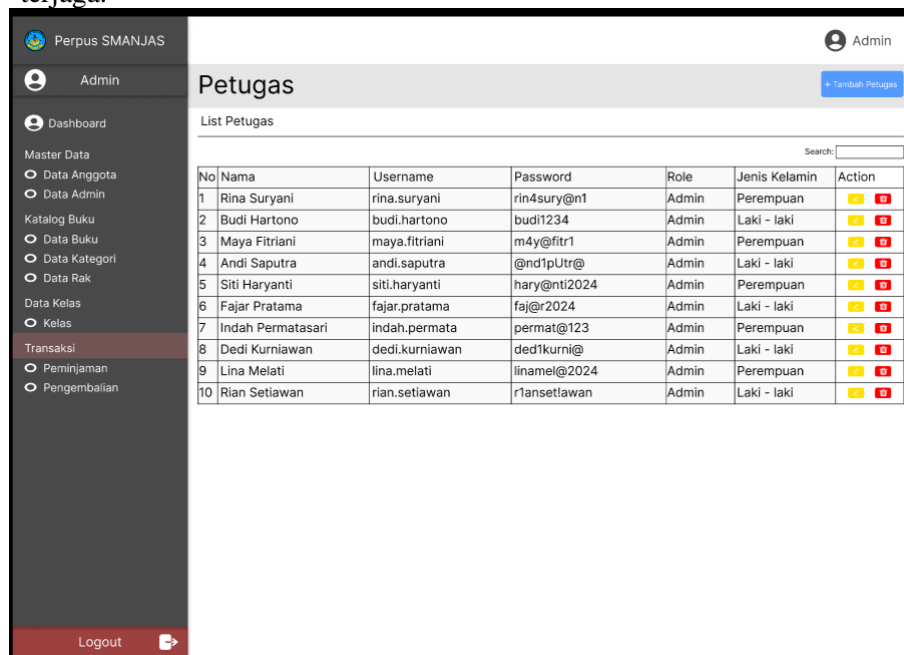 terjaga.
Perpus SMANJAS
Admin
Admin
Petugas
+ Tambah Petugas
Dashboard
List Petugas
Master Data
Data Anggota
Data Admin
Katalog Buku
Data Buku
Data Kategori
Data Rak
Data Kelas
Kelas
Transaksi
Peminjaman
Pengembalian
Logout
Search:
No Nama Username Password Role Jenis Kelamin Action
1 Rina Suryani rina.suryani rin4sury@n1 Admin Perempuan
2 Budi Hartono budi.hartono budi1234 Admin Laki - laki
3 Maya Fitriani maya.fitriani m4y@fitr1 Admin Perempuan
4 Andi Saputra andi.saputra @nd1pUtr@ Admin Laki - laki
5 Siti Haryanti siti.haryanti hary@nti2024 Admin Perempuan
6 Fajar Pratama fajar.pratama faj@r2024 Admin Laki - laki
7 Indah Permatasari indah.permata permat@123 Admin Perempuan
8 Dedi Kurniawan dedi.kurniawan ded1kurni@ Admin Laki - laki
9 Lina Melati lina.melati linamel@2024 Admin Perempuan
10 Rian Setiawan rian.setiawan r1anset!awan Admin Laki - laki